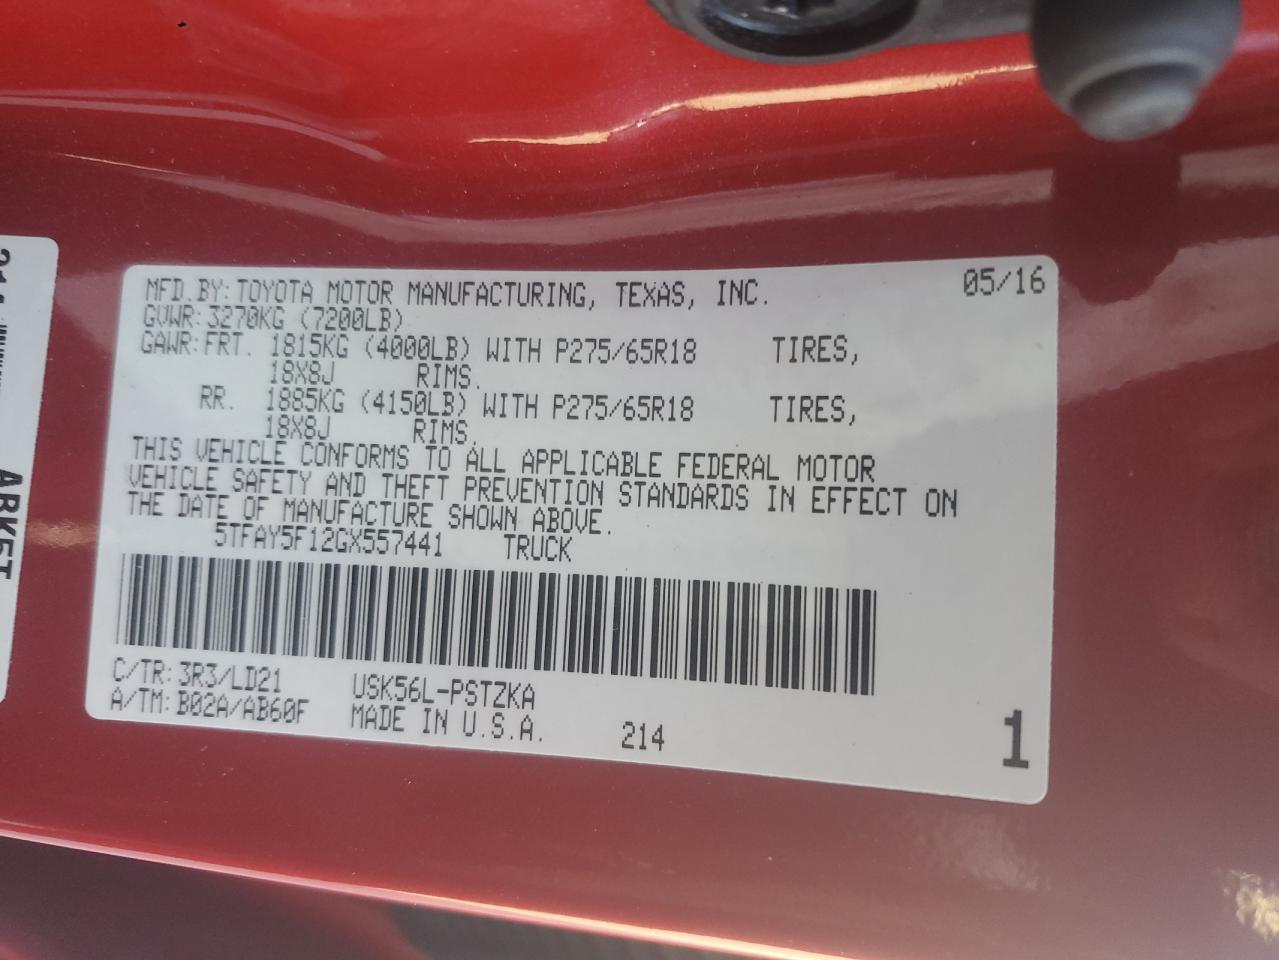 MFD. BY: TOYOTA MOTOR MANUFACTURING, TEXAS, INC. 05/16
GVWR: 3270KG (7200LB)
GAWR: FRT. 1815KG (4000LB) WITH P275/65R18 TIRES,
18X8J RIMS.
RR. 1885KG (4150LB) WITH P275/65R18 TIRES,
18X8J RIMS.
THIS VEHICLE CONFORMS TO ALL APPLICABLE FEDERAL MOTOR
VEHICLE SAFETY AND THEFT PREVENTION STANDARDS IN EFFECT ON
THE DATE OF MANUFACTURE SHOWN ABOVE.
5TFAY5F12GX557441 TRUCK
C/TR: 3R3/LD21 USK56L-PSTZKA
A/TM: B02A/AB60F MADE IN U.S.A. 214
1